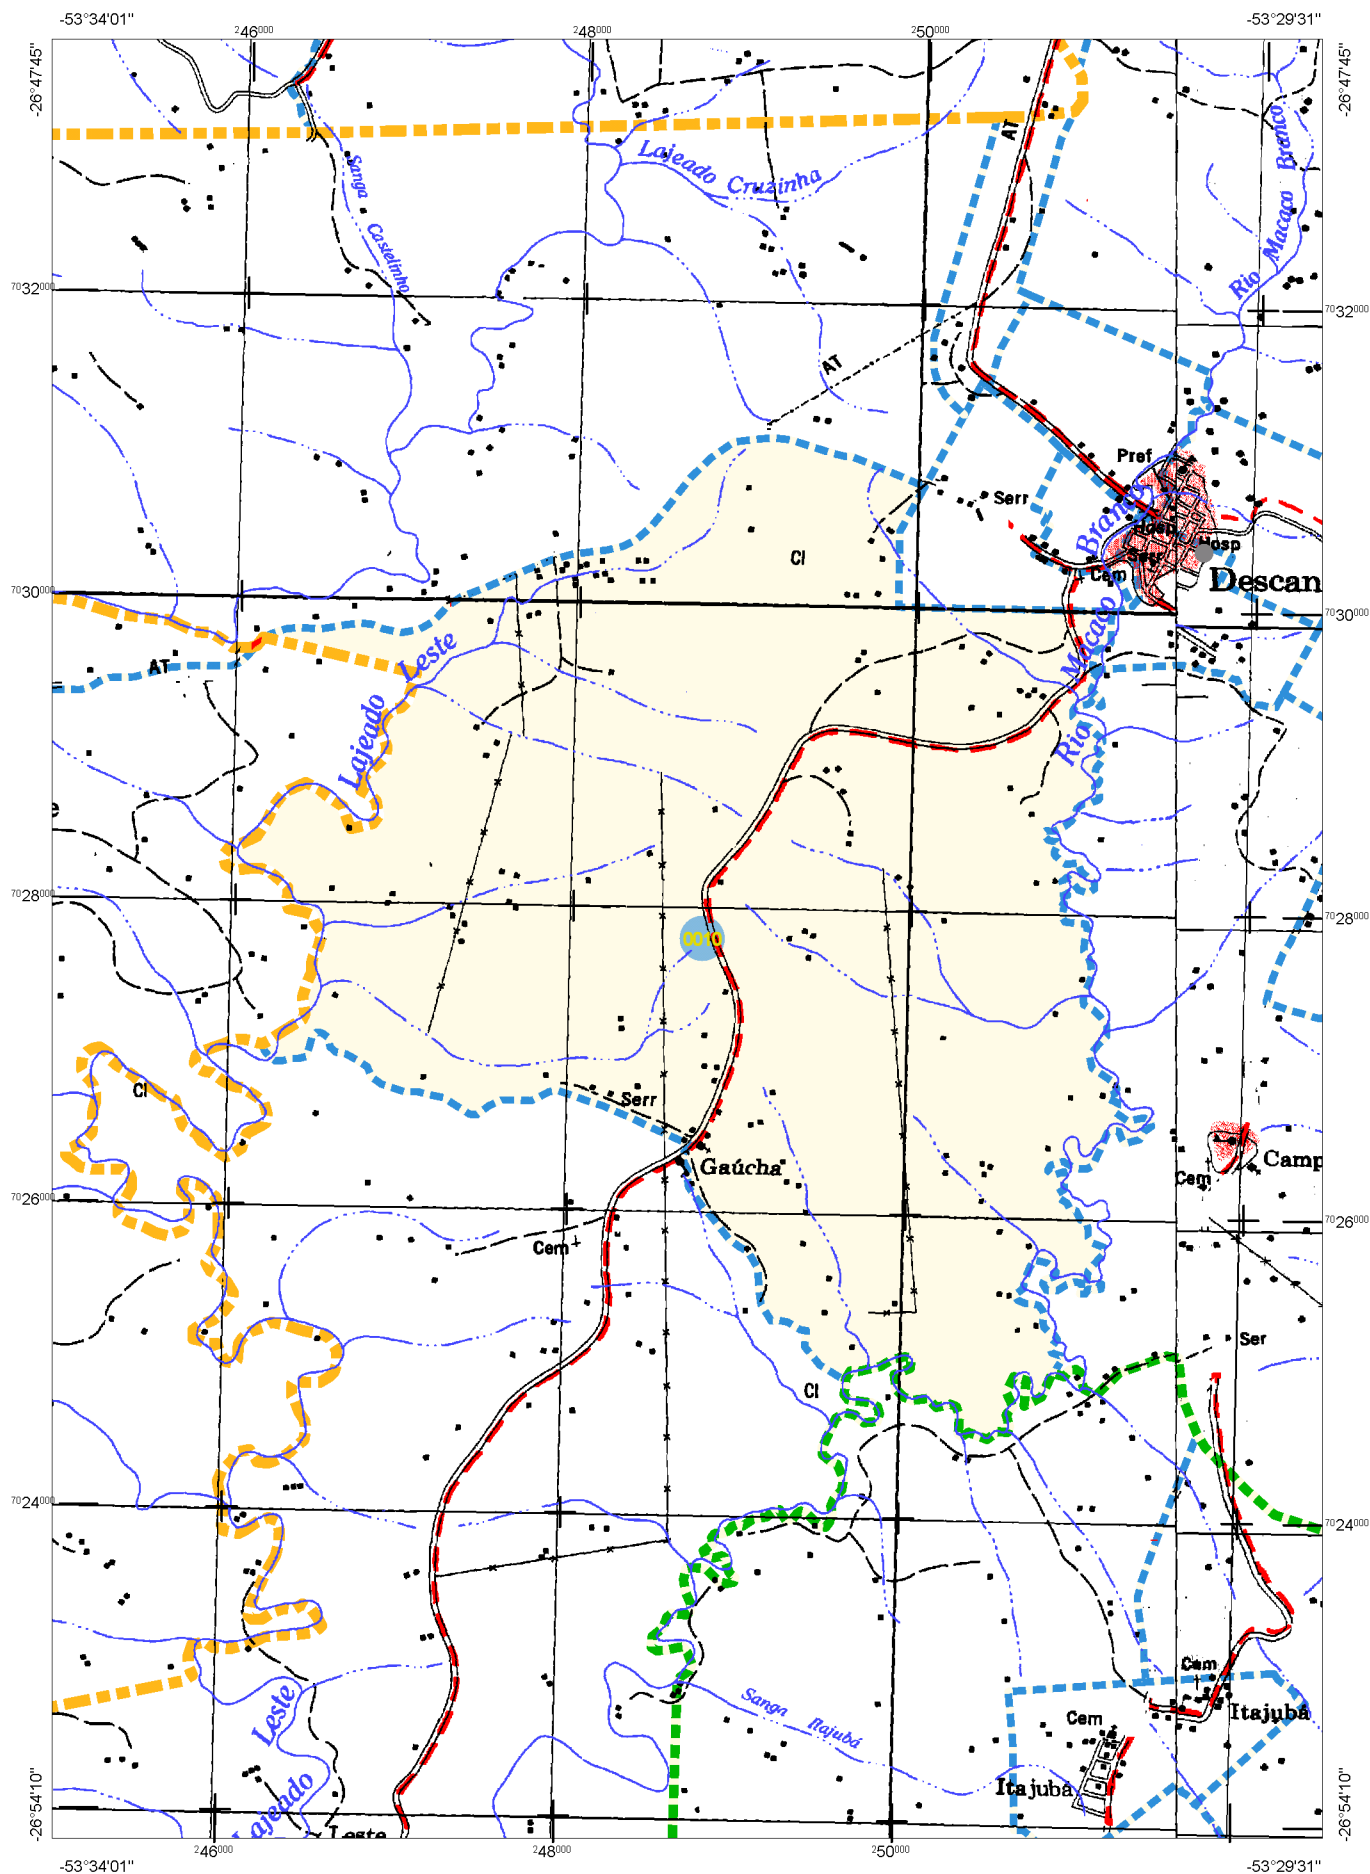 -53°34'01"
-53°29'31"
246000
248000
250000
-26°47'45"
-26°47'45"
AT
Lajeado Cruzinha
Rio Macaco Branco
Sanga Castelinho
7032000
7032000
AT
Pref
Serr
Branco
Hosp
Hosp
Serr
Cl
Cem
Descan
7030000
7030000
Macaco
Lajeado Leste
AT
Rio
e
7028000
7028000
0010
Cl
Serr
Gaúcha
Camp
Cem
7026000
7026000
Cem
Ser
Cl
7024000
7024000
Cem
Sanga Itajubá
Itajubá
Cem
Itajubá
Lajeado Leste
Leste
-26°54'10"
-26°54'10"
246000
248000
250000
-53°34'01"
-53°29'31"